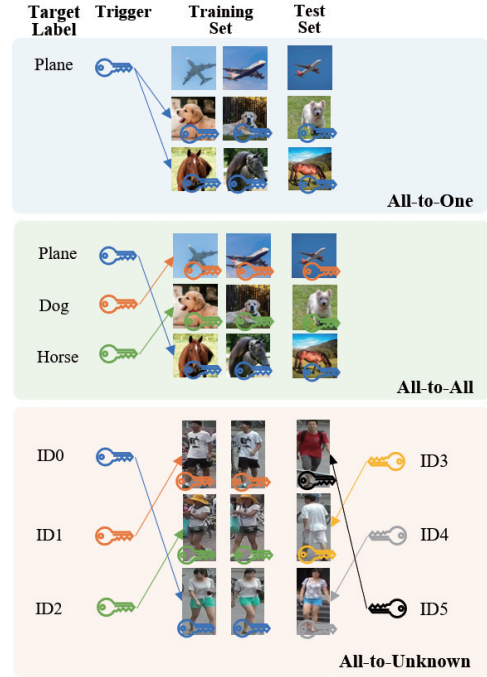 Target Label
Trigger
Training Set
Test Set
Plane
All-to-One
Plane
Dog
Horse
All-to-All
ID0
ID3
ID1
ID4
ID2
ID5
All-to-Unknown